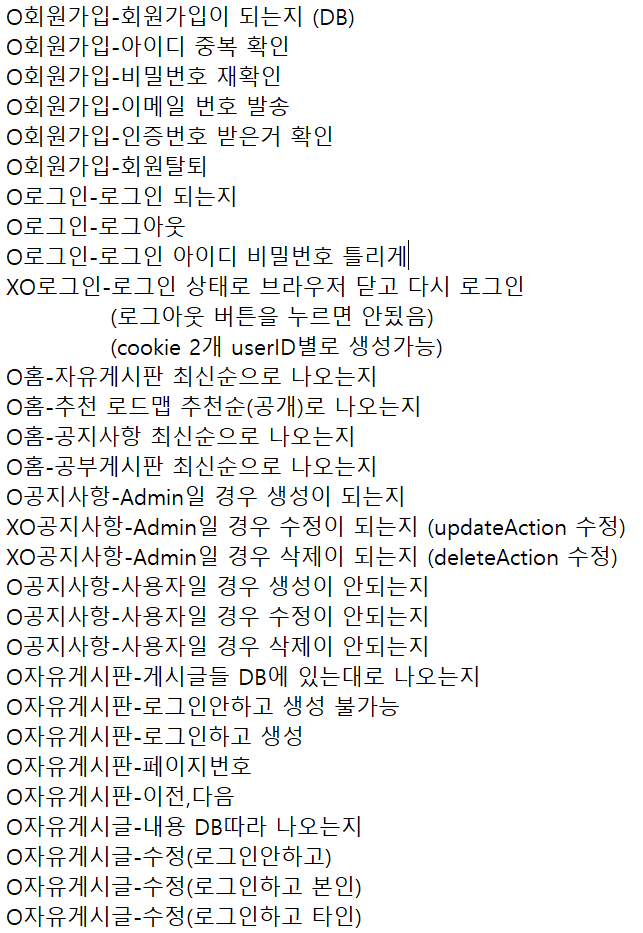 O회원가입-회원가입이 되는지 (DB)
O회원가입-아이디 중복 확인
O회원가입-비밀번호 재확인
O회원가입-이메일 번호 발송
O회원가입-인증번호 받은거 확인
O회원가입-회원탈퇴
O로그인-로그인 되는지
O로그인-로그아웃
O로그인-로그인 아이디 비밀번호 틀리게
XO로그인-로그인 상태로 브라우저 닫고 다시 로그인
(로그아웃 버튼을 누르면 안됬음)
(cookie 2개 userID별로 생성가능)
O홈-자유게시판 최신순으로 나오는지
O홈-추천 로드맵 추천순(공개)로 나오는지
O홈-공지사항 최신순으로 나오는지
O홈-공부게시판 최신순으로 나오는지
O공지사항-Admin일 경우 생성이 되는지
XO공지사항-Admin일 경우 수정이 되는지 (updateAction 수정)
XO공지사항-Admin일 경우 삭제이 되는지 (deleteAction 수정)
O공지사항-사용자일 경우 생성이 안되는지
O공지사항-사용자일 경우 수정이 안되는지
O공지사항-사용자일 경우 삭제이 안되는지
O자유게시판-게시글들 DB에 있는대로 나오는지
O자유게시판-로그인안하고 생성 불가능
O자유게시판-로그인하고 생성
O자유게시판-페이지번호
O자유게시판-이전,다음
O자유게시글-내용 DB따라 나오는지
O자유게시글-수정(로그인안하고)
O자유게시글-수정(로그인하고 본인)
O자유게시글-수정(로그인하고 타인)